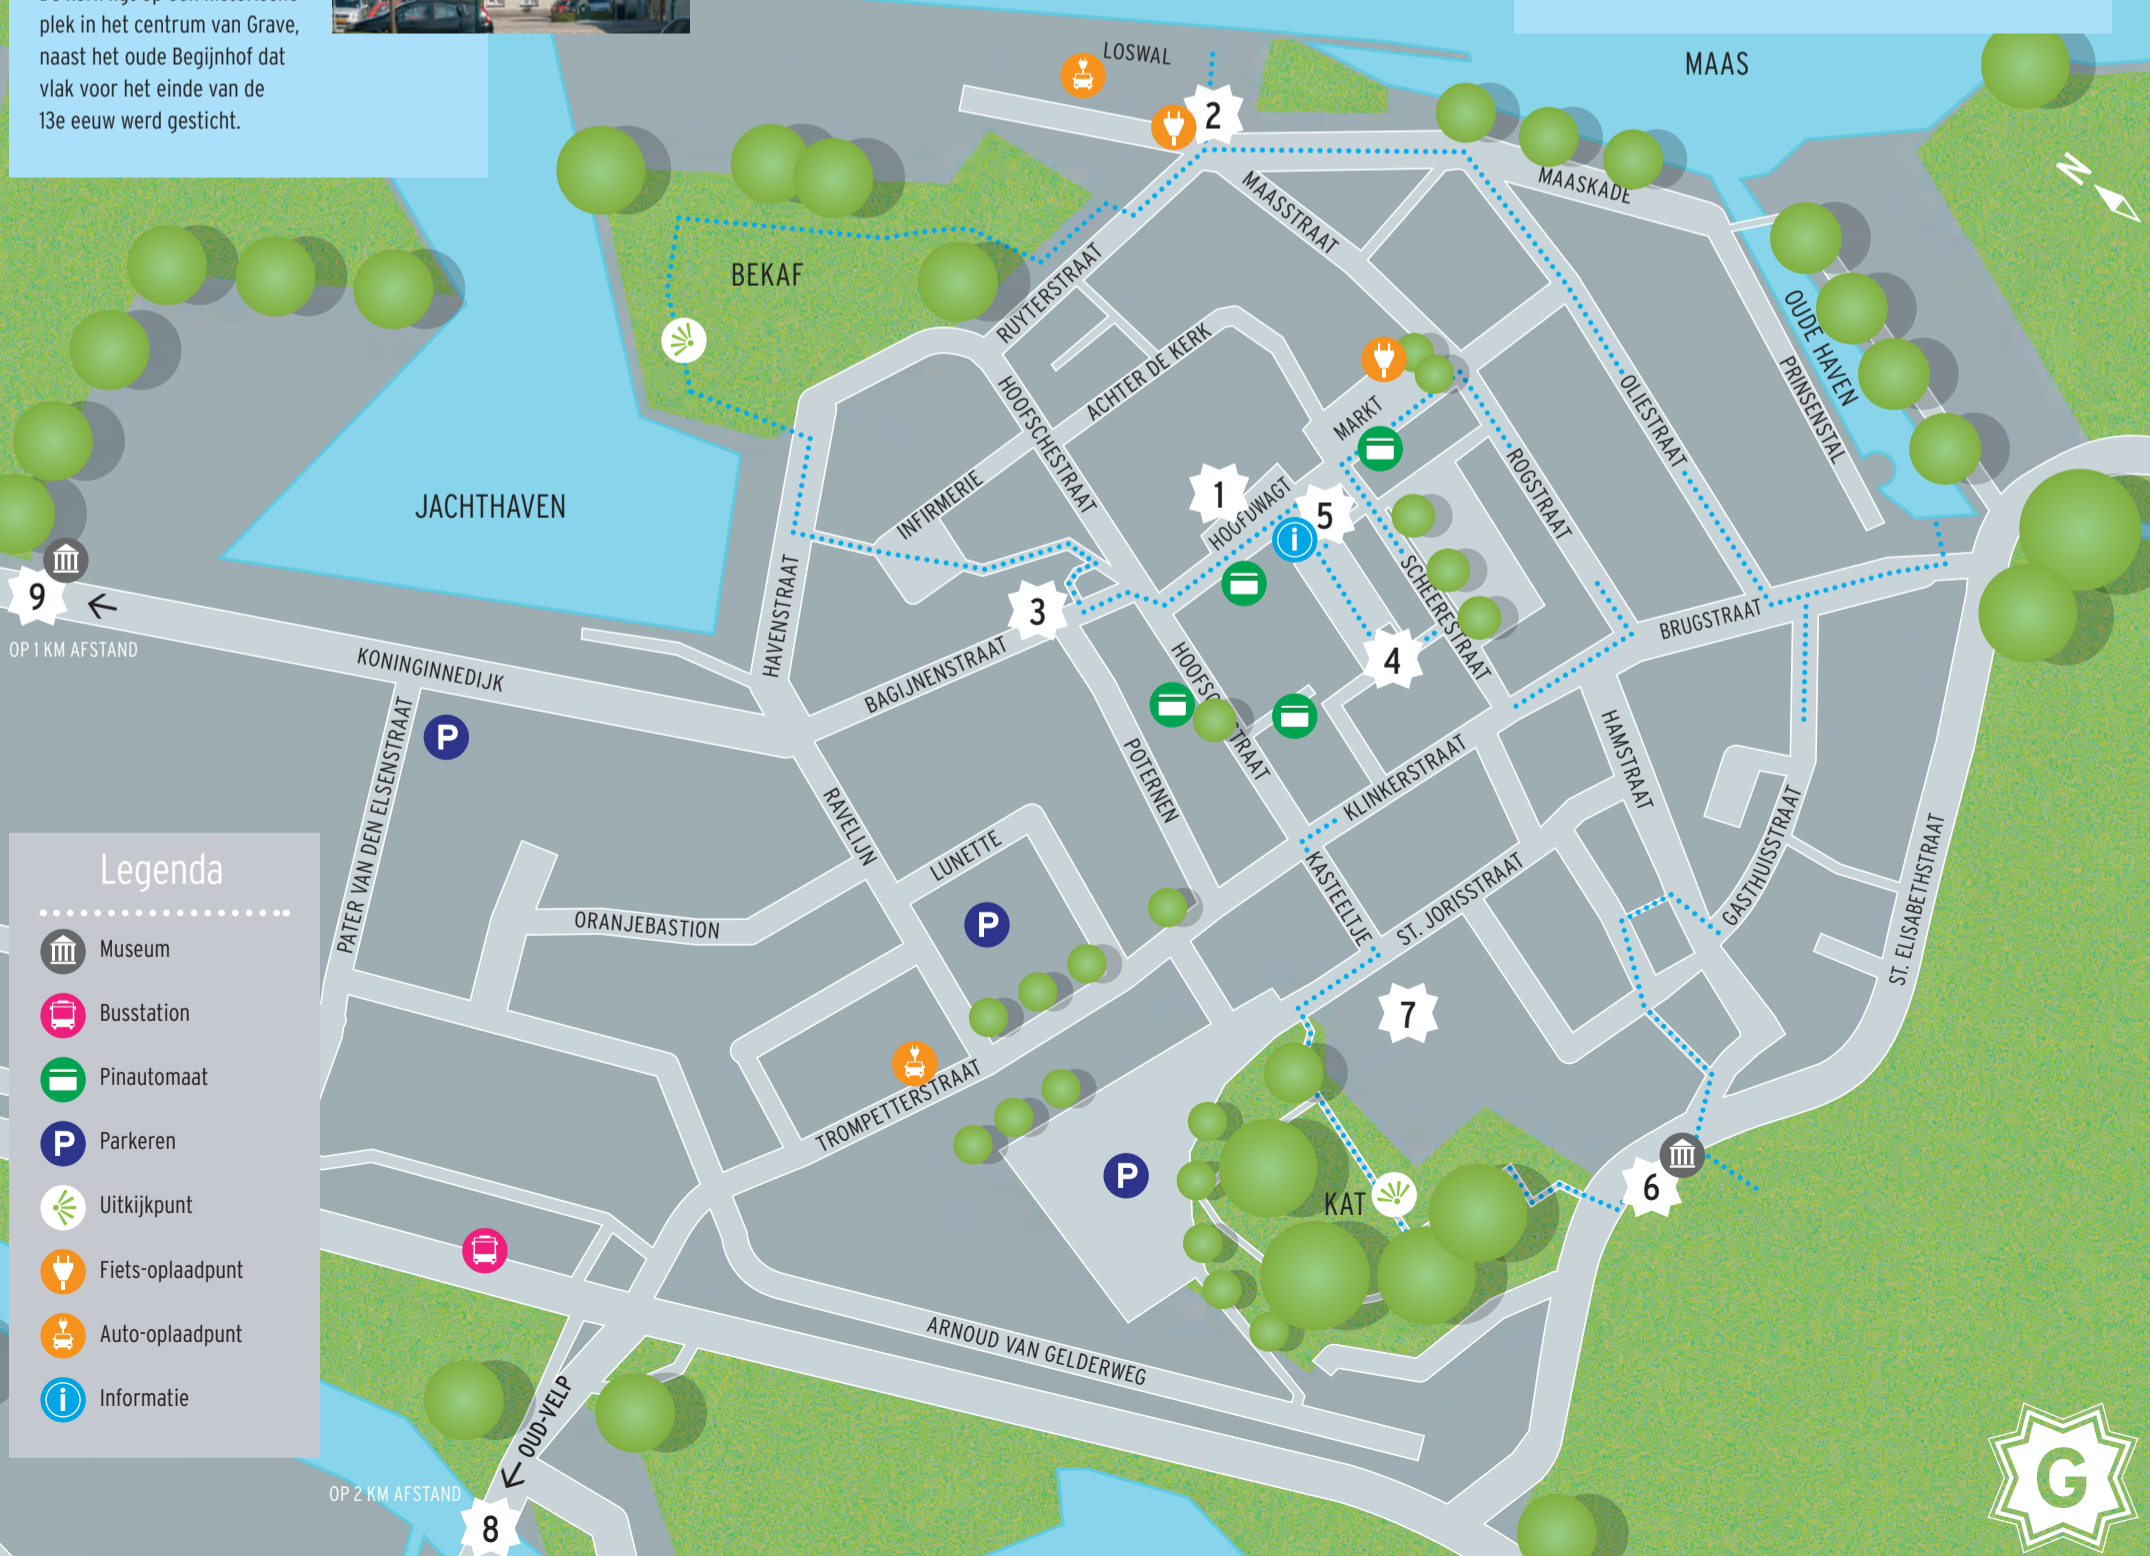 plek in het centrum van Grave,
naast het oude Begijnhof dat
vlak voor het einde van de
13e eeuw werd gesticht.
LOSWAL
MAAS
2
MAASKADE
MAASSTRAAT
N
BEKAF
RUYTERSTRAAT
OUDE HAVEN
ACHTER DE KERK
PRINSENSTAL
HOOFSCHESTRAAT
MARKT
OLIESTRAAT
JACHTHAVEN
INFIRMERIE
1
HOOFDWAGT
5
i
ROGSTRAAT
9
OP 1 KM AFSTAND
HAVENSTRAAT
3
SCHEERESTRAAT
BRUGSTRAAT
KONINGINNEDIJK
BAGIJNENSTRAAT
4
P
PATER VAN DEN ELSENSTRAAT
POTERNEN
KLINKERSTRAAT
HAMSTRAAT
RAVELIJN
LUNETTE
KASTEELTJE
ST. JORISSTRAAT
GASTHUISSTRAAT
ST. ELISABETHSTRAAT
ORANJEBASTION
P
7
TROMPETTERSTRAAT
P
KAT
6
ARNOUD VAN GELDERWEG
OUD-VELP
OP 2 KM AFSTAND
8
Legenda
Museum
Busstation
Pinautomaat
P Parkeren
Uitkijkpunt
Fiets-oplaadpunt
Auto-oplaadpunt
i Informatie
G